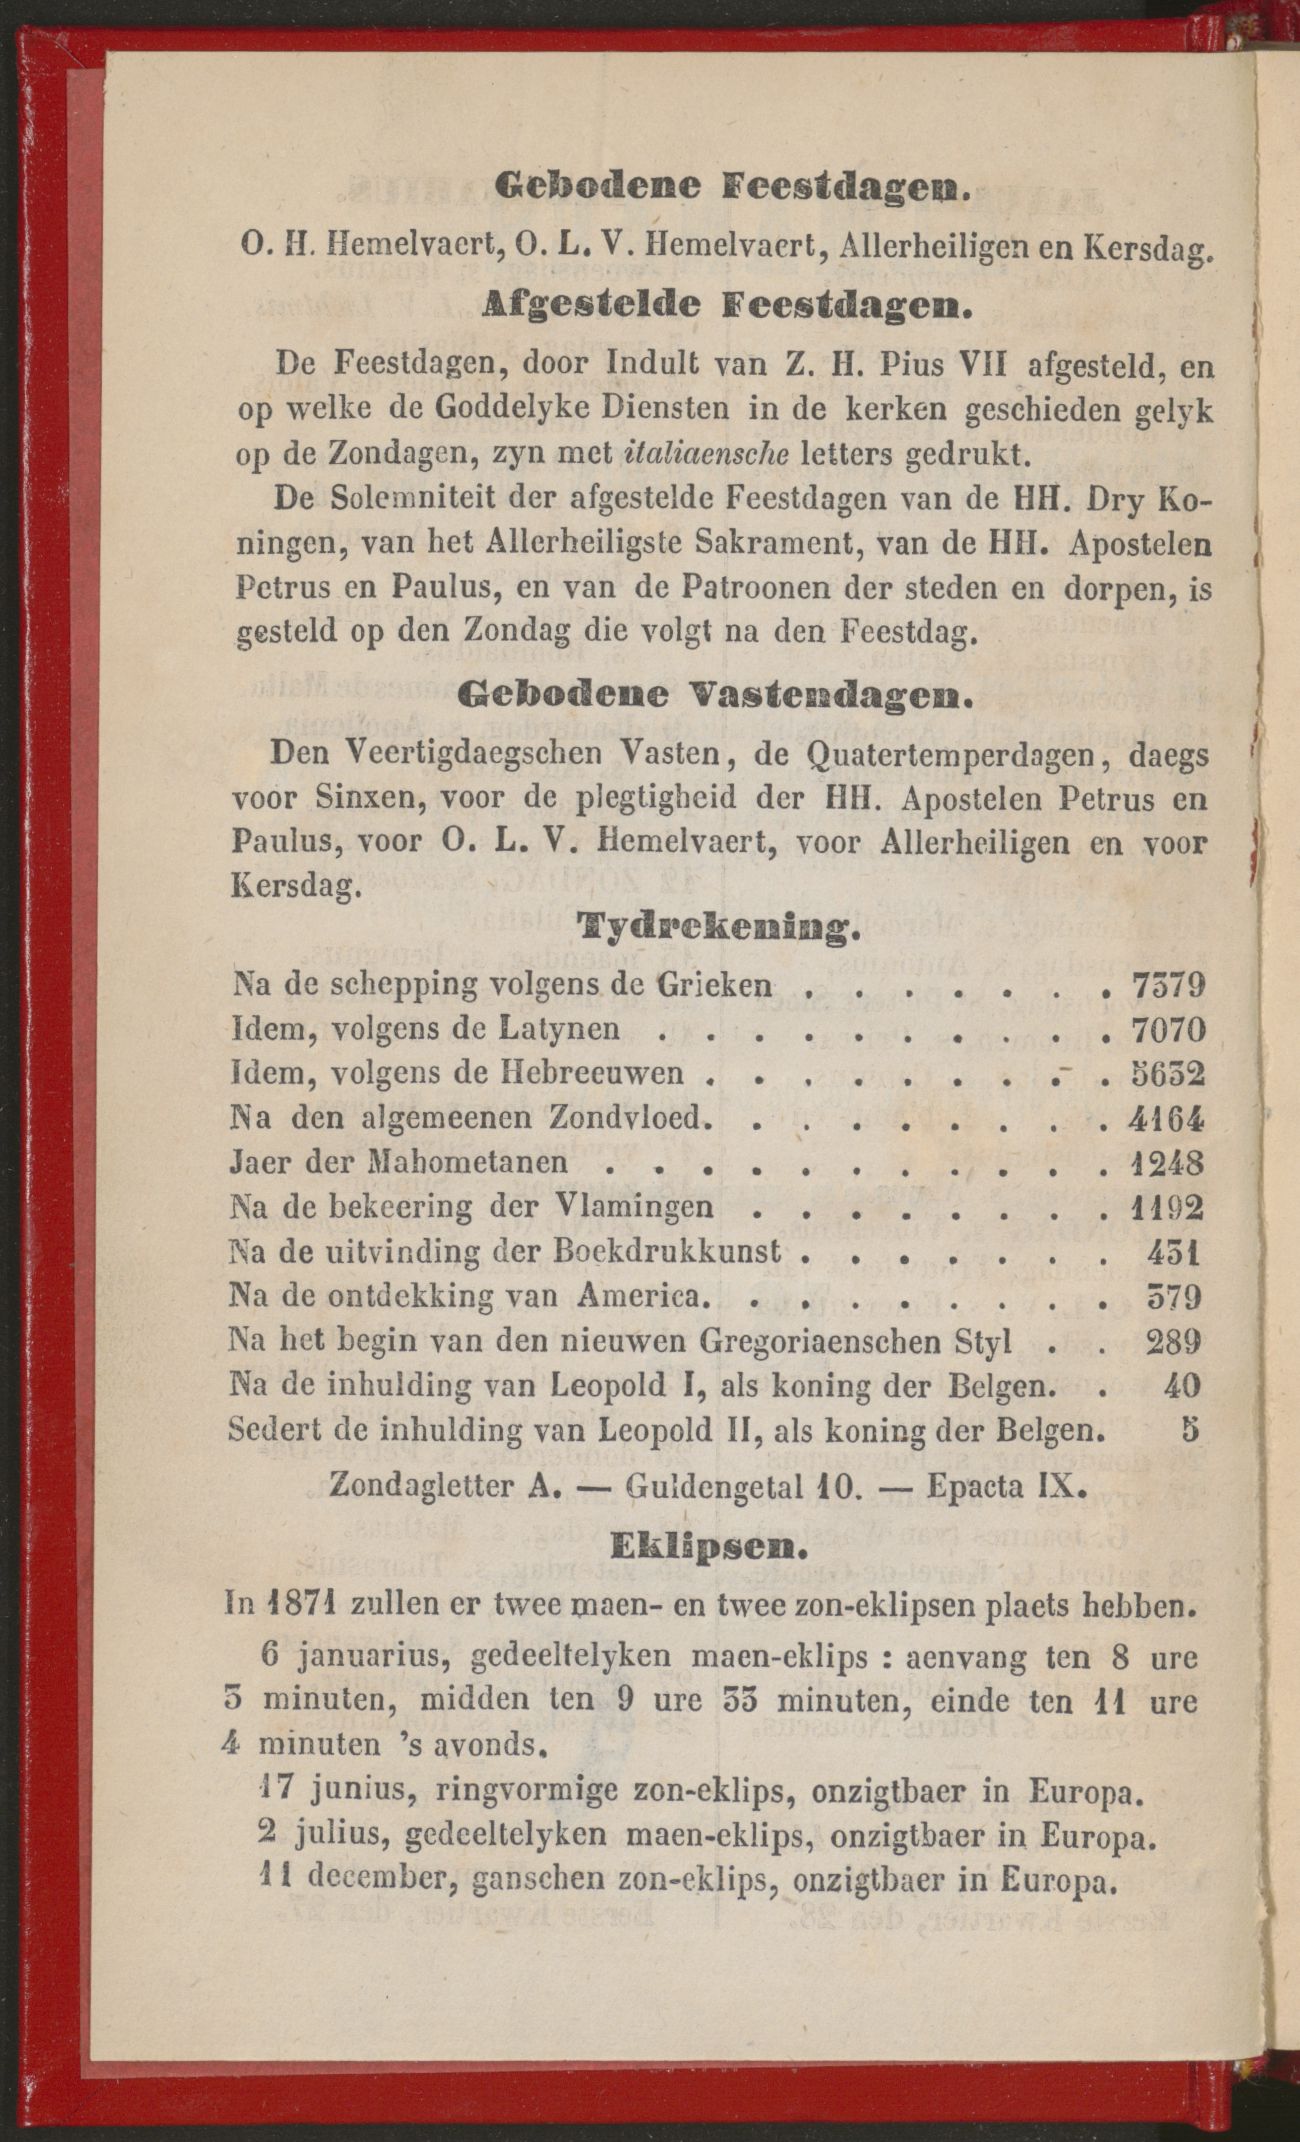 Gebodene Feestdagen.
O. H. Hemelvaert, O. L. V. Hemelvaert, Allerheiligen en Kersdag.
Afgestelde Feestdagen.
De Feestdagen, door Indult van Z. H. Pius VII afgesteld, en
op welke de Goddelyke Diensten in de kerken geschieden gelyk
op de Zondagen, zyn met italiaensche letters gedrukt.
De Solemniteit der afgestelde Feestdagen van de HH. Dry Ko-
ningen, van het Allerheiligste Sakrament, van de HH. Apostelen
Petrus en Paulus, en van de Patroonen der steden en dorpen, is
gesteld op den Zondag die volgt na den Feestdag.
Gebodene Vastendagen.
Den Veertigdaegschen Vasten, de Quatertemperdagen, daegs
voor Sinxen, voor de plegtigheid der HH. Apostelen Petrus en
Paulus, voor O. L. V. Hemelvaert, voor Allerheiligen en voor
Kersdag.
Tydrekening.
Na de schepping volgens de Grieken . . . . . . . 7379
Idem, volgens de Latynen . . . . . . . . . . 7070
Idem, volgens de Hebreeuwen . . . . . . . . . 5632
Na den algemeenen Zondvloed. . . . . . . . . 4164
Jaer der Mahometanen . . . . . . . . . . . 1248
Na de bekeering der Vlamingen . . . . . . . . 1192
Na de uitvinding der Boekdrukkunst . . . . . . . 431
Na de ontdekking van America. . . . . . . . . 379
Na het begin van den nieuwen Gregoriaenschen Styl . . 289
Na de inhulding van Leopold I, als koning der Belgen. . 40
Sedert de inhulding van Leopold II, als koning der Belgen. 5
Zondagletter A. — Guldengetal 10. — Epacta IX.
Eklipsen.
In 1871 zullen er twee maen- en twee zon-eklipsen plaets hebben.
6 januarius, gedeeltelyken maen-eklips : aenvang ten 8 ure
3 minuten, midden ten 9 ure 33 minuten, einde ten 11 ure
4 minuten 's avonds.
17 junius, ringvormige zon-eklips, onzigtbaer in Europa.
2 julius, gedeeltelyken maen-eklips, onzigtbaer in Europa.
11 december, ganschen zon-eklips, onzigtbaer in Europa.